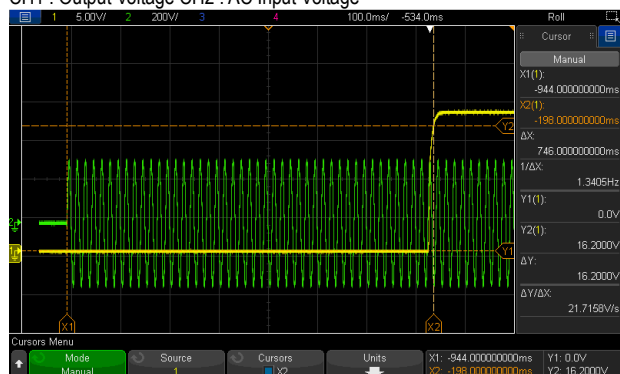 CH1 : Output Voltage CH2 : AC Input Voltage
1 5.00V/ 2 200V/ 3 4 100.0ms/ -534.0ms Roll
Cursor
Manual
X1(1):
-944.000000000ms
X2(1):
-198.000000000ms
ΔX:
746.000000000ms
1/ΔX:
1.3405Hz
Y1(1):
0.0V
Y2(1):
16.2000V
ΔY:
16.2000V
ΔY/ΔX:
21.7158V/s
Y2
2
1
Y1
X1 X2
Cursors Menu
Mode Source Cursors Units X1: -944.000000000ms Y1: 0.0V
Manual 1 X2 X2: -198.000000000ms Y2: 16.2000V